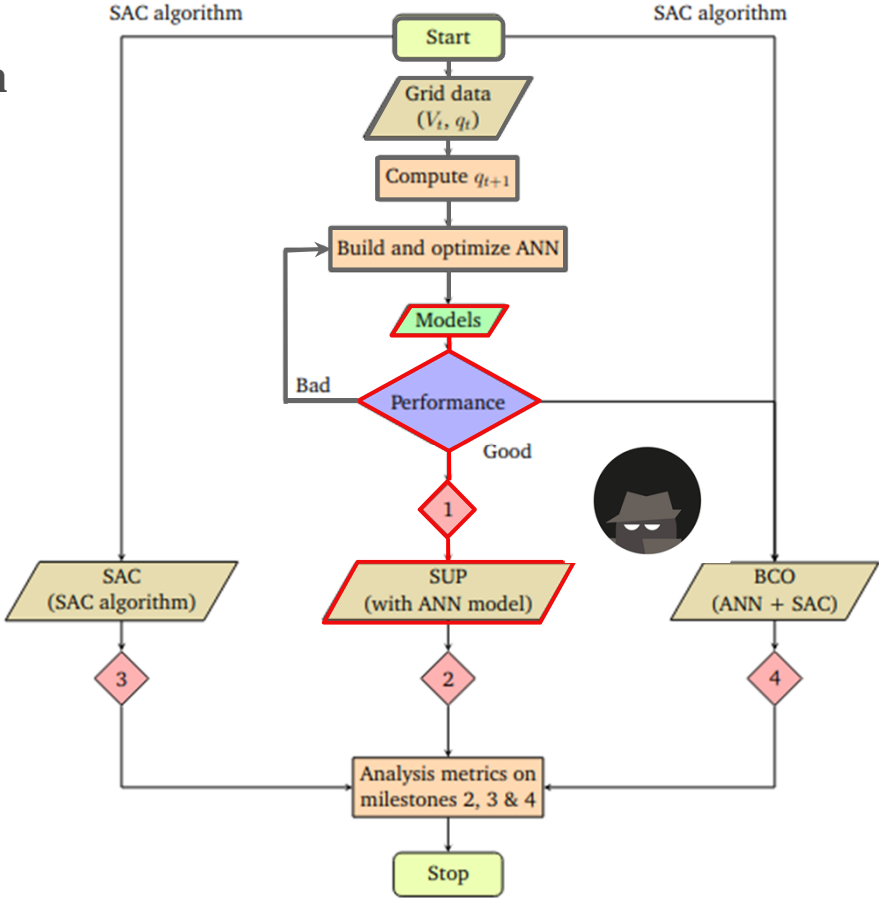 SAC algorithm
SAC algorithm
Start
Grid data
(Vₜ, qₜ)
Compute qₜ₊₁
Build and optimize ANN
Models
Bad
Performance
Good
1
SAC
(SAC algorithm)
SUP
(with ANN model)
BCO
(ANN + SAC)
3
2
4
Analysis metrics on
milestones 2, 3 & 4
Stop